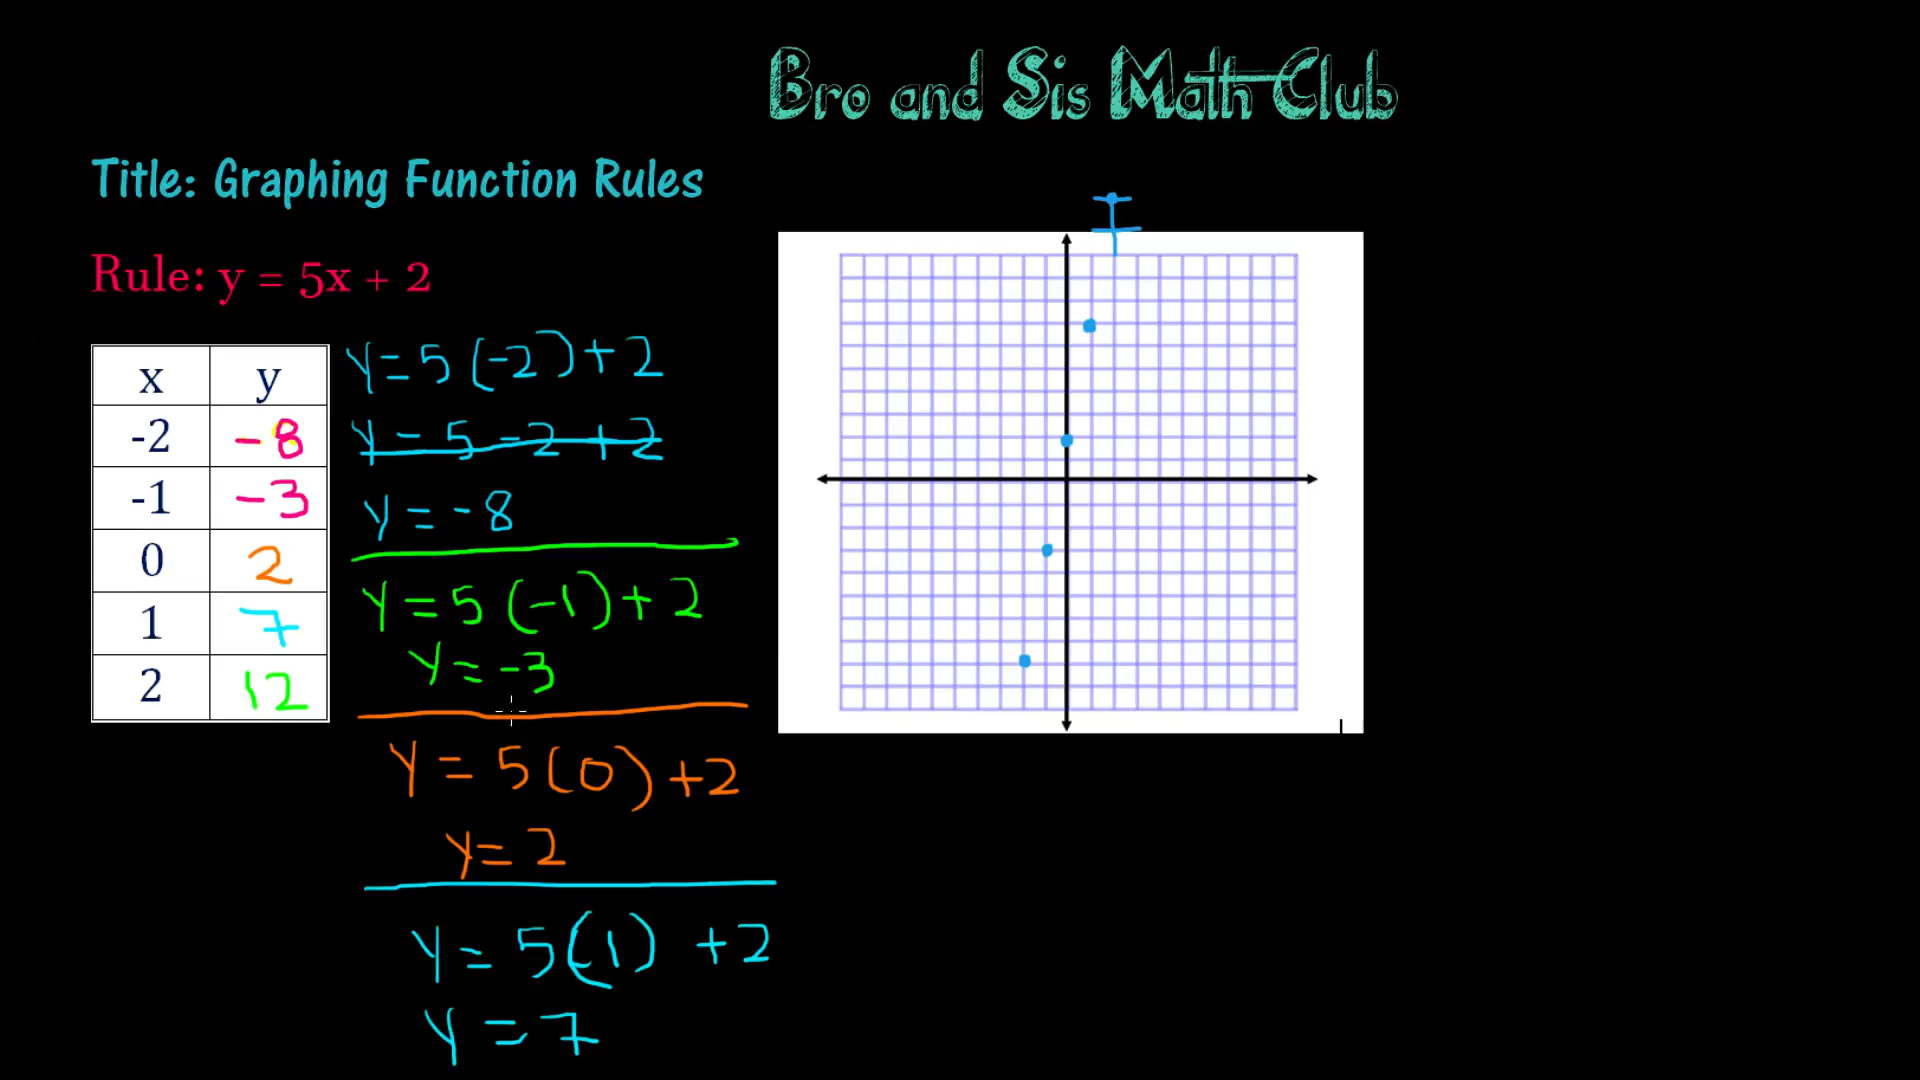 Bro and Sis Math Club
Title: Graphing Function Rules
Rule: y = 5x + 2
x y
-2 -8
-1 -3
0 2
1 7
2 12
y = 5 (-2) + 2
y = 5 - 2 + 2
y = -8
y = 5 (-1) + 2
y = -3
y = 5 (0) + 2
y = 2
y = 5 (1) + 2
y = 7